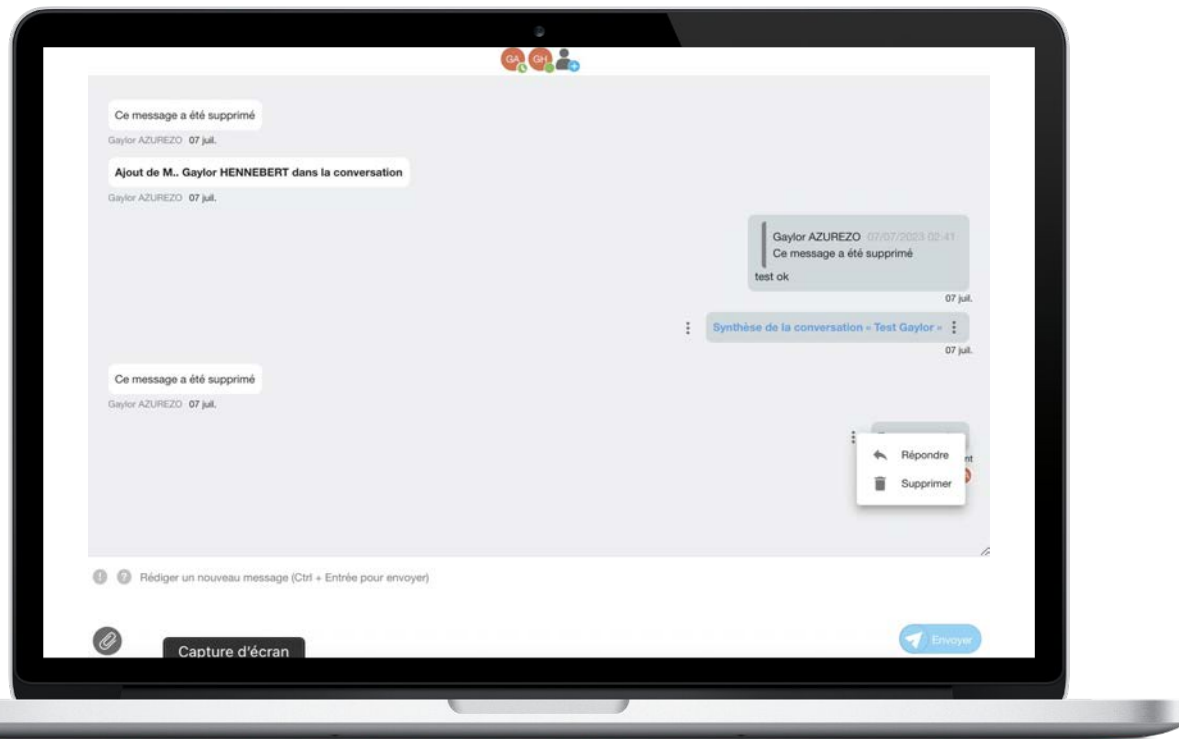 GA GH
Ce message a été supprimé
Gaylor AZUREZO 07 juil.
Ajout de M.. Gaylor HENNEBERT dans la conversation
Gaylor AZUREZO 07 juil.
Gaylor AZUREZO 07/07/2023 02:41
Ce message a été supprimé
test ok
07 juil.
Synthèse de la conversation « Test Gaylor »
07 juil.
Ce message a été supprimé
Gaylor AZUREZO 07 juil.
Répondre
nt
Supprimer
! ? Rédiger un nouveau message (Ctrl + Entrée pour envoyer)
Envoyer
Capture d'écran